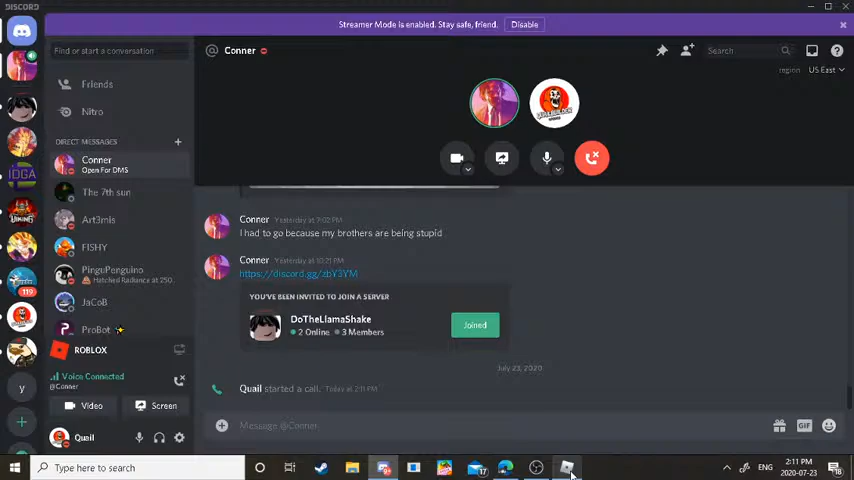 DISCORD
Streamer Mode is enabled. Stay safe, friend. Disable
Find or start a conversation
Conner
Search
region US East
Friends
Nitro
DIRECT MESSAGES
Conner
Open For DMS
The 7th sun
Art3mis
FISHY
PinguPenguino
Hatched Radiance at 250...
JaCoB
ProBot
IDGA
119
y
Conner Yesterday at 7:02 PM
I had to go because my brothers are being stupid
Conner Yesterday at 10:21 PM
https://discord.gg/zbY3YM
YOU'VE BEEN INVITED TO JOIN A SERVER
DoTheLlamaShake
2 Online 3 Members
Joined
July 23, 2020
Quail started a call. Today at 2:11 PM
ROBLOX
Voice Connected
@Conner
Video Screen
Quail
Message @Conner
GIF
Type here to search
17
ENG
2:11 PM
2020-07-23
18